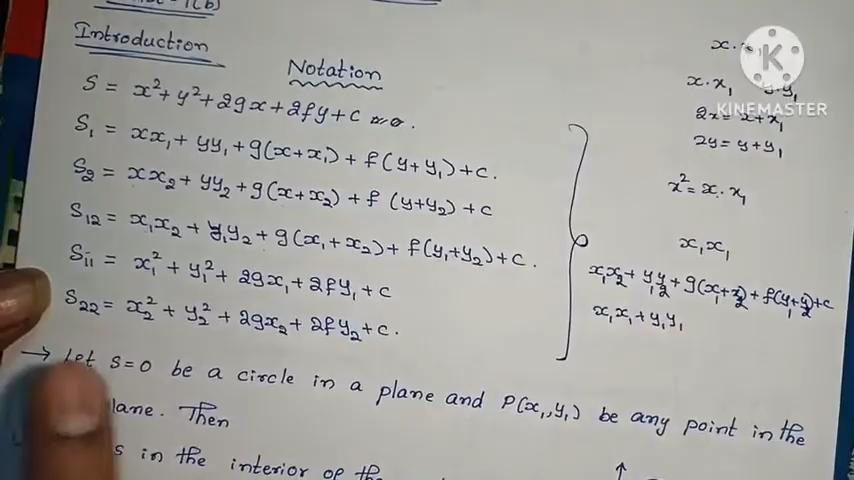 Introduction
Notation
S = x²+y²+2gx+2fy+c =0.
S₁ = xx₁+yy₁+g(x+x₁)+f(y+y₁)+c.
S₂ = xx₂+yy₂+g(x+x₂)+f(y+y₂)+c
S₁₂ = x₁x₂+y₁y₂+g(x₁+x₂)+f(y₁+y₂)+c.
S₁₁ = x₁²+y₁²+2gx₁+2fy₁+c
S₂₂ = x₂²+y₂²+2gx₂+2fy₂+c.
→ Let S=0 be a circle in a plane and P(x₁,y₁) be any point in the
plane. Then
in the interior of the
K
KINEMASTER
x·x₁
y·y₁
2x = x+x₁
2y = y+y₁
x² = x·x₁
x₁x₁
x₁x₂+y₁y₂+g(x₁+x₂)+f(y₁+y₂)+c
x₁x₁+y₁y₁